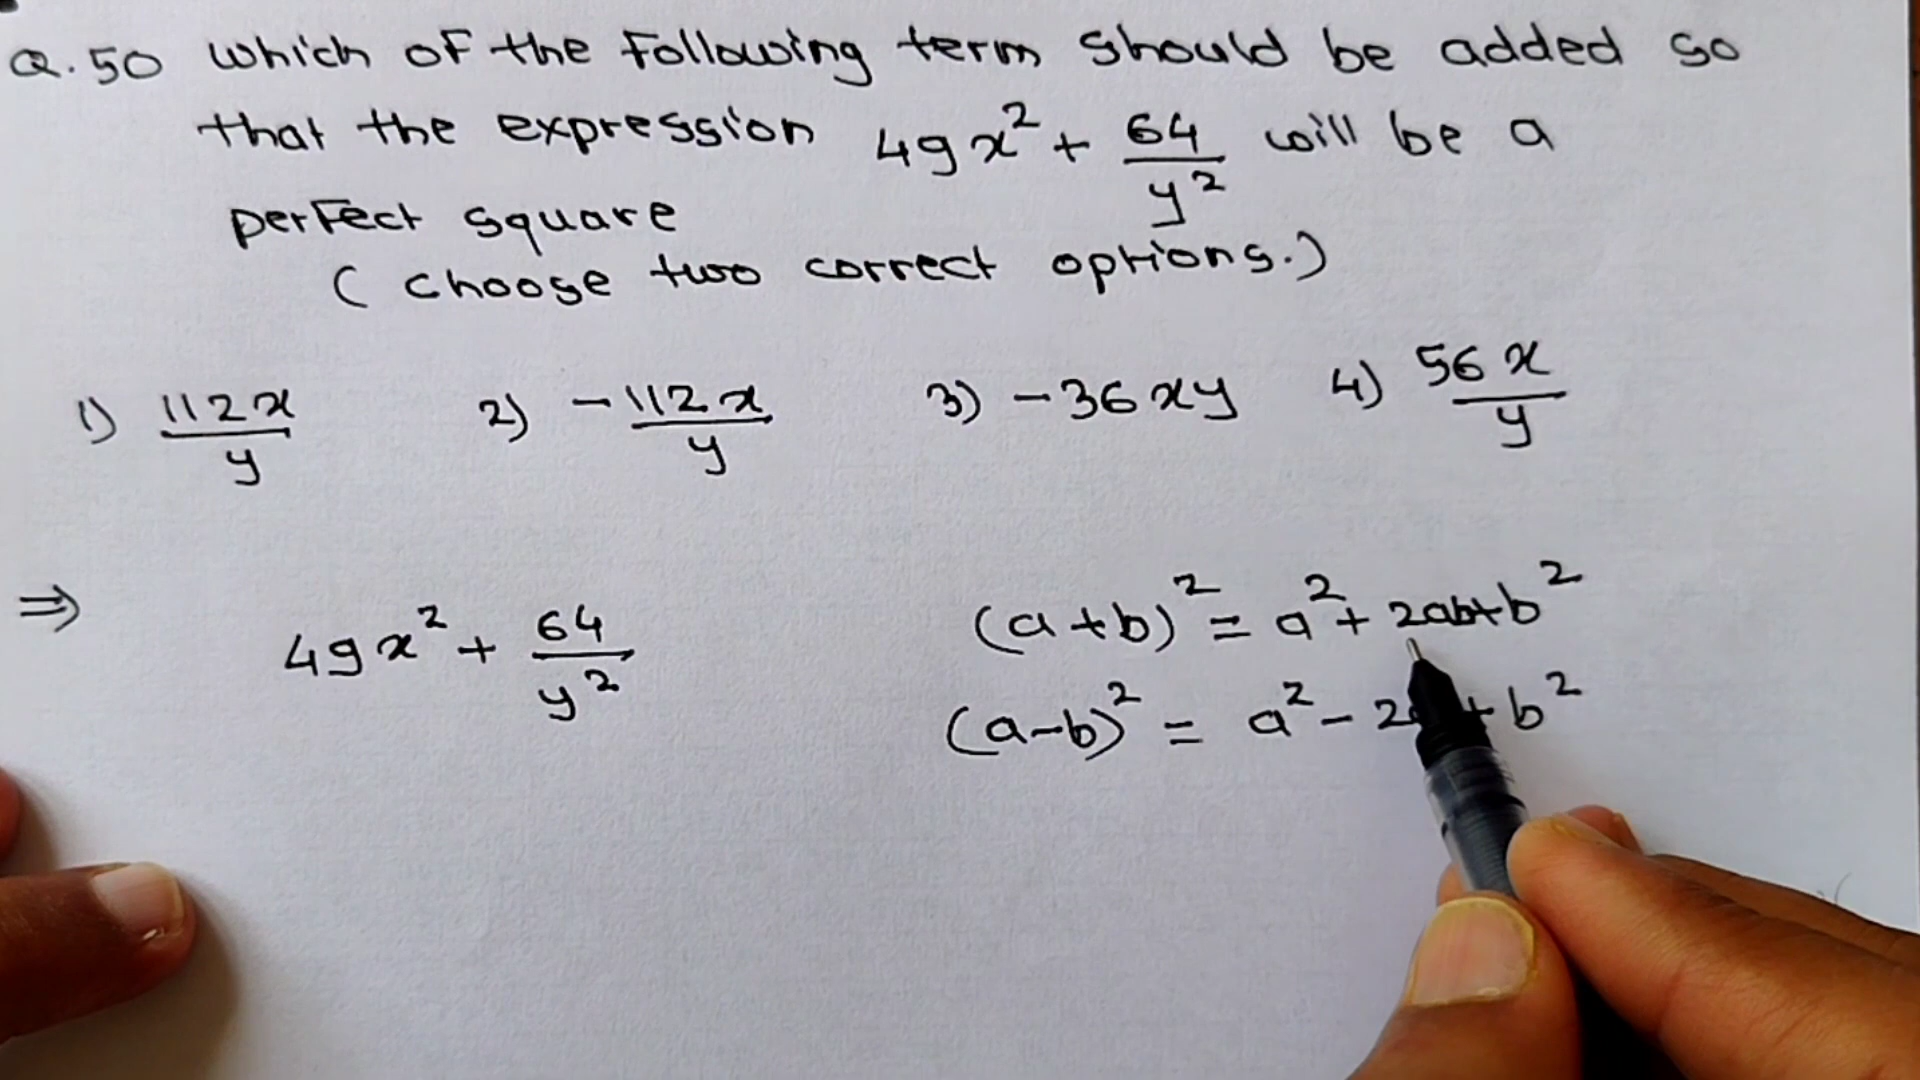 Q.50 which of the following term should be added so
that the expression 49x² + 64/y² will be a
perfect square
( choose two correct options.)
1) 112x/y 2) -112x/y 3) -36xy 4) 56x/y
⇒ 49x² + 64/y² (a+b)² = a² + 2ab+b²
(a-b)² = a² - 2 + b²